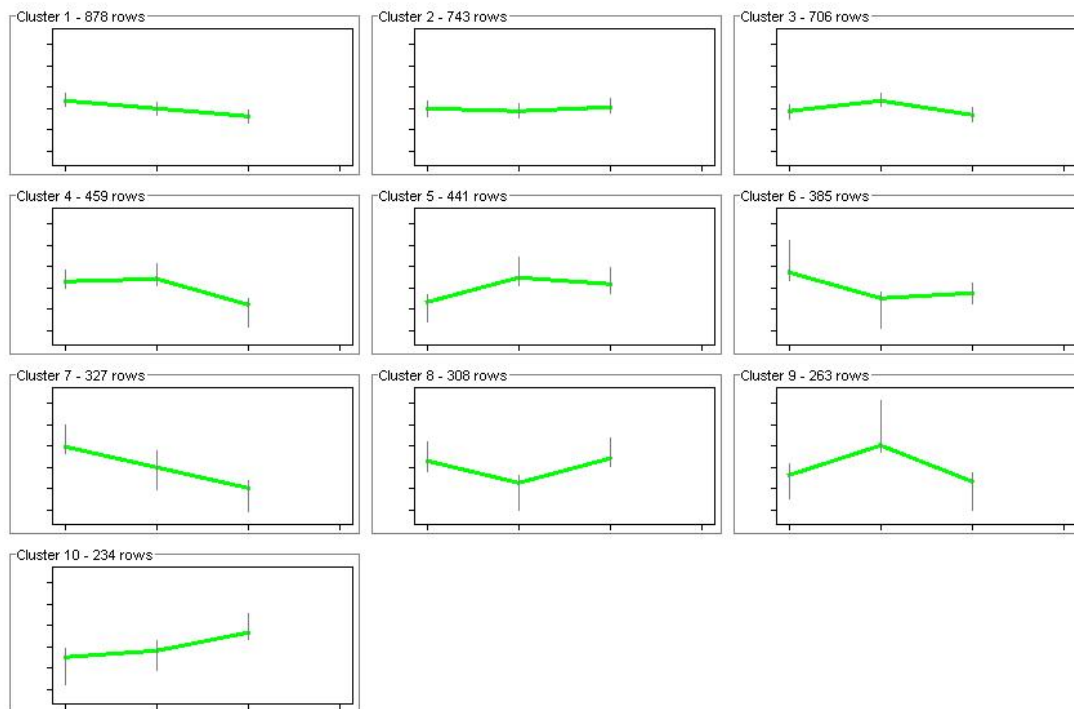 Cluster 1 - 878 rows
Cluster 2 - 743 rows
Cluster 3 - 706 rows
Cluster 4 - 459 rows
Cluster 5 - 441 rows
Cluster 6 - 385 rows
Cluster 7 - 327 rows
Cluster 8 - 308 rows
Cluster 9 - 263 rows
Cluster 10 - 234 rows